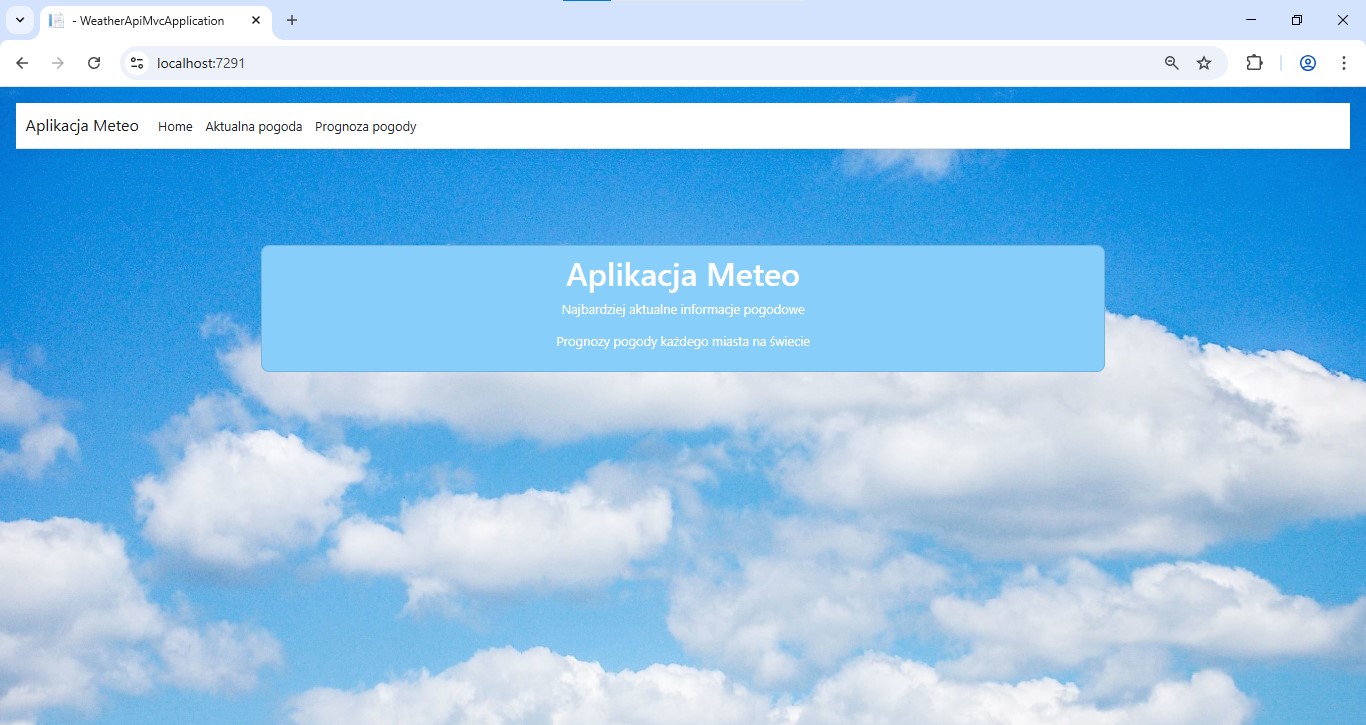 - WeatherApiMvcApplication
localhost:7291
Aplikacja Meteo Home Aktualna pogoda Prognoza pogody
Aplikacja Meteo
Najbardziej aktualne informacje pogodowe
Prognozy pogody każdego miasta na świecie